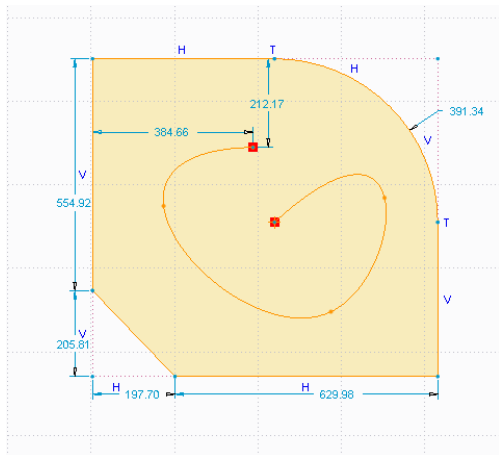 H
T
H
212.17
391.34
384.66
V
V
554.92
T
V
V
205.81
H
H
197.70
629.98